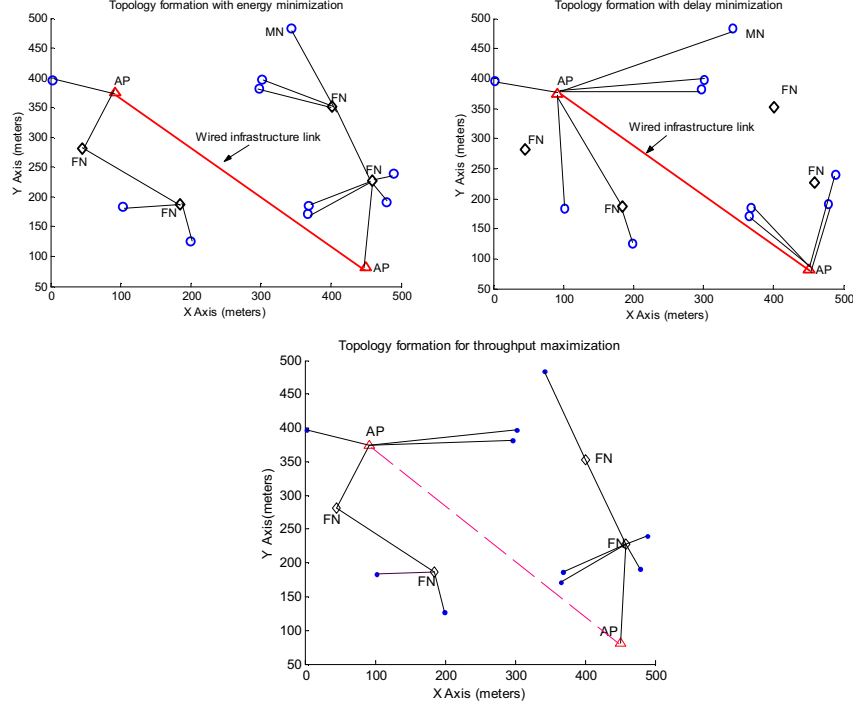 Topology formation with energy minimization
500
450
400
350
300
250
200
150
100
50
0
100
200
300
400
500
Y Axis (meters)
X Axis (meters)
MN
AP
FN
FN
Wired infrastructure link
FN
FN
AP
Topology formation with delay minimization
500
450
400
350
300
250
200
150
100
50
0
100
200
300
400
500
Y Axis (meters)
X Axis (meters)
MN
AP
FN
Wired infrastructure link
FN
FN
FN
AP
Topology formation for throughput maximization
500
450
400
350
300
250
200
150
100
50
0
100
200
300
400
500
Y Axis(meters)
X Axis (meters)
AP
FN
FN
FN
FN
AP